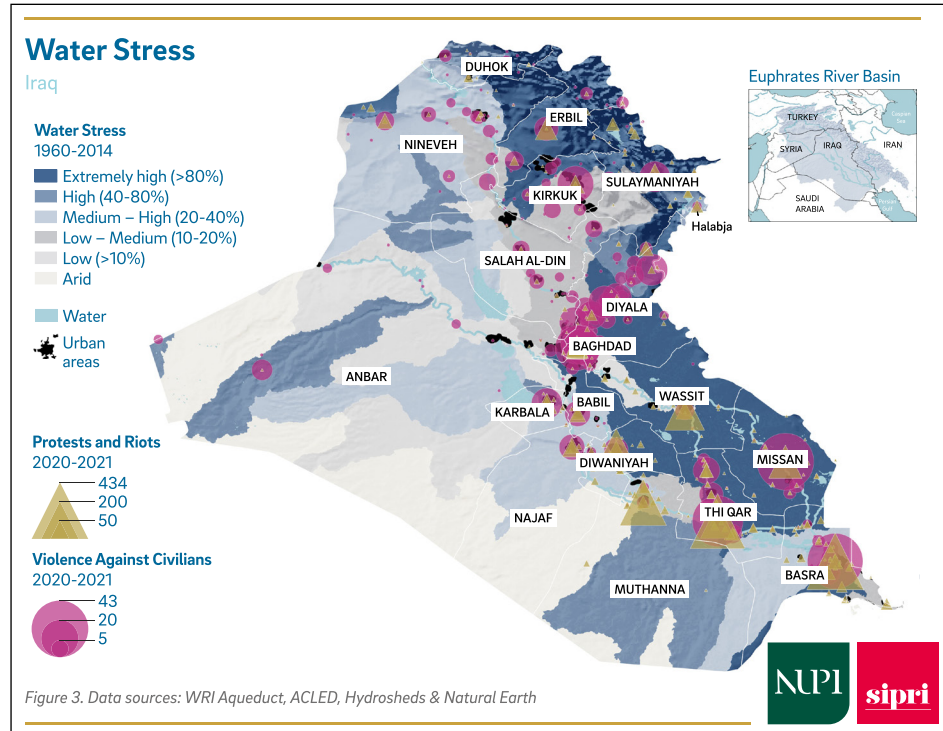 Water Stress
Iraq
Water Stress
1960-2014
Extremely high (>80%)
High (40-80%)
Medium – High (20-40%)
Low – Medium (10-20%)
Low (>10%)
Arid
Water
Urban
areas
Protests and Riots
2020-2021
434
200
50
Violence Against Civilians
2020-2021
43
20
5
DUHOK
ERBIL
NINEVEH
SULAYMANIYAH
KIRKUK
Halabja
SALAH AL-DIN
DIYALA
BAGHDAD
ANBAR
WASSIT
BABIL
KARBALA
MISSAN
DIWANIYAH
THI QAR
NAJAF
BASRA
MUTHANNA
Euphrates River Basin
TURKEY
Caspian
Sea
SYRIA
IRAQ
IRAN
SAUDI
ARABIA
Persian
Gulf
Figure 3. Data sources: WRI Aqueduct, ACLED, Hydrosheds & Natural Earth
NUPI
sipri